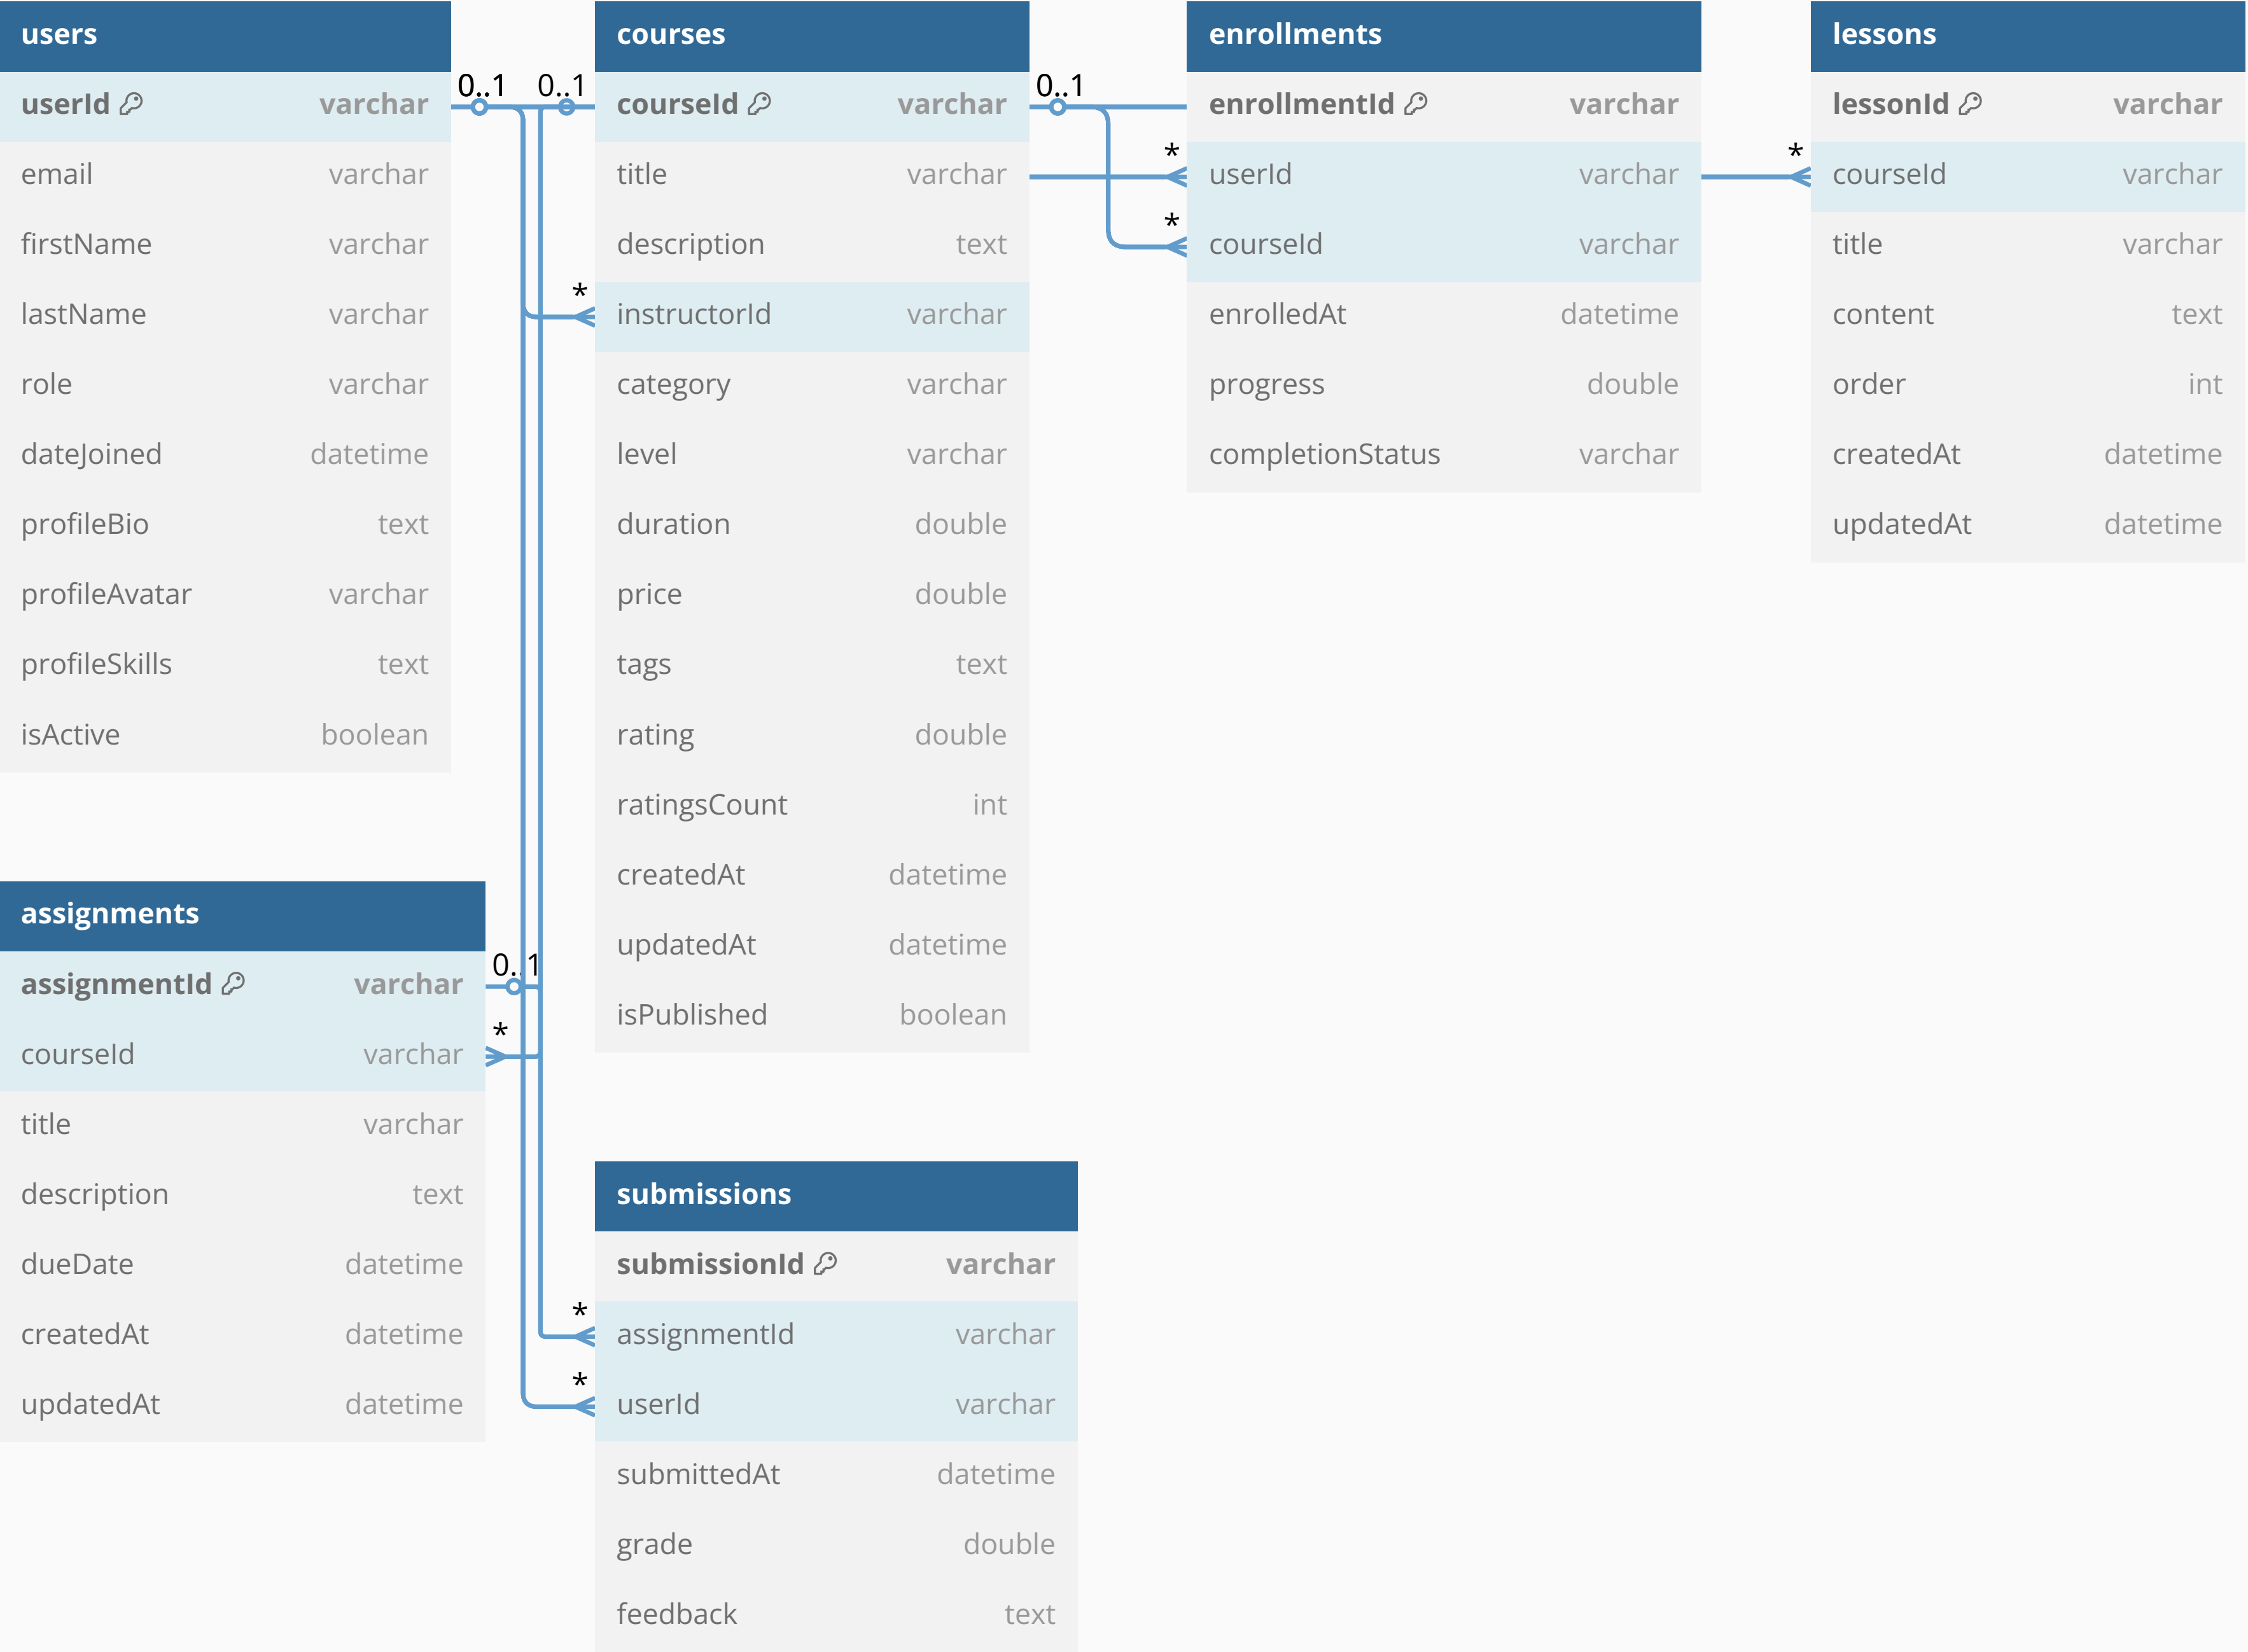 users
userId varchar
email varchar
firstName varchar
lastName varchar
role varchar
dateJoined datetime
profileBio text
profileAvatar varchar
profileSkills text
isActive boolean
0..1
0..1
*
courses
courseId varchar
title varchar
description text
instructorId varchar
category varchar
level varchar
duration double
price double
tags text
rating double
ratingsCount int
createdAt datetime
updatedAt datetime
isPublished boolean
0..1
*
*
enrollments
enrollmentId varchar
userId varchar
courseId varchar
enrolledAt datetime
progress double
completionStatus varchar
*
lessons
lessonId varchar
courseId varchar
title varchar
content text
order int
createdAt datetime
updatedAt datetime
assignments
assignmentId varchar
courseId varchar
title varchar
description text
dueDate datetime
createdAt datetime
updatedAt datetime
0..1
*
*
*
submissions
submissionId varchar
assignmentId varchar
userId varchar
submittedAt datetime
grade double
feedback text